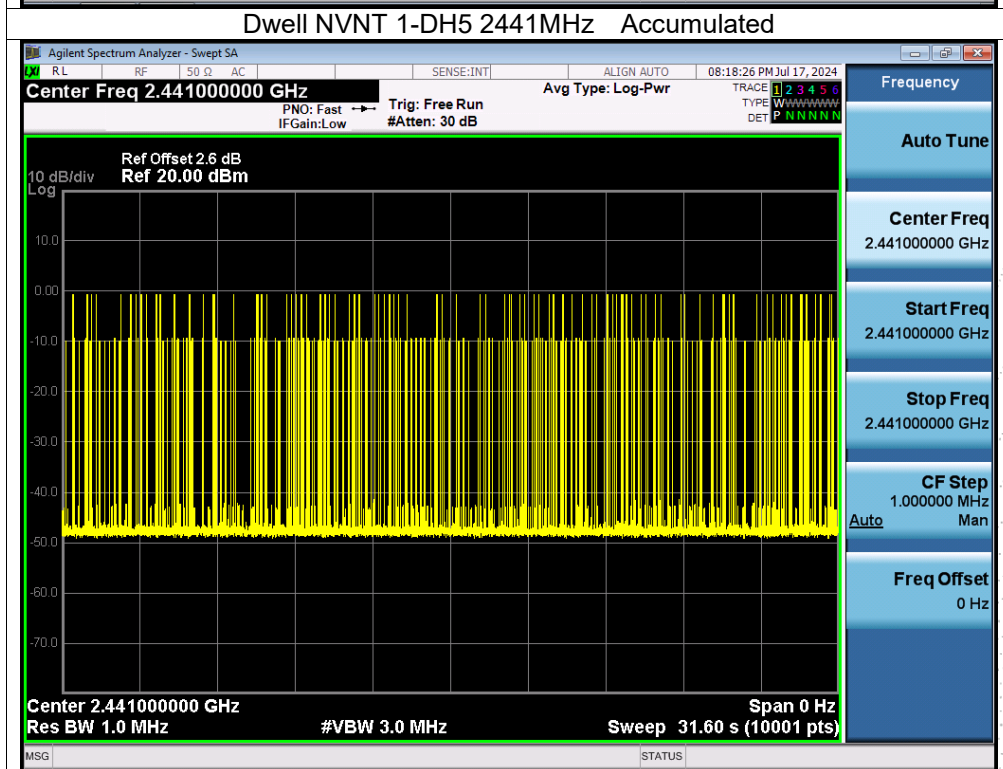 Dwell NVNT 1-DH5 2441MHz Accumulated
Agilent Spectrum Analyzer - Swept SA
LXI RL RF 50 Ω AC SENSE:INT ALIGN AUTO 08:18:26 PM Jul 17, 2024
Center Freq 2.441000000 GHz Avg Type: Log-Pwr TRACE 1 2 3 4 5 6
PNO: Fast Trig: Free Run TYPE WWWWWW
IFGain:Low #Atten: 30 dB DET P N N N N N
Ref Offset 2.6 dB
10 dB/div Ref 20.00 dBm
Log
10.0
0.00
-10.0
-20.0
-30.0
-40.0
-50.0
-60.0
-70.0
Center 2.441000000 GHz Span 0 Hz
Res BW 1.0 MHz #VBW 3.0 MHz Sweep 31.60 s (10001 pts)
MSG STATUS
Frequency
Auto Tune
Center Freq
2.441000000 GHz
Start Freq
2.441000000 GHz
Stop Freq
2.441000000 GHz
CF Step
1.000000 MHz
Auto Man
Freq Offset
0 Hz